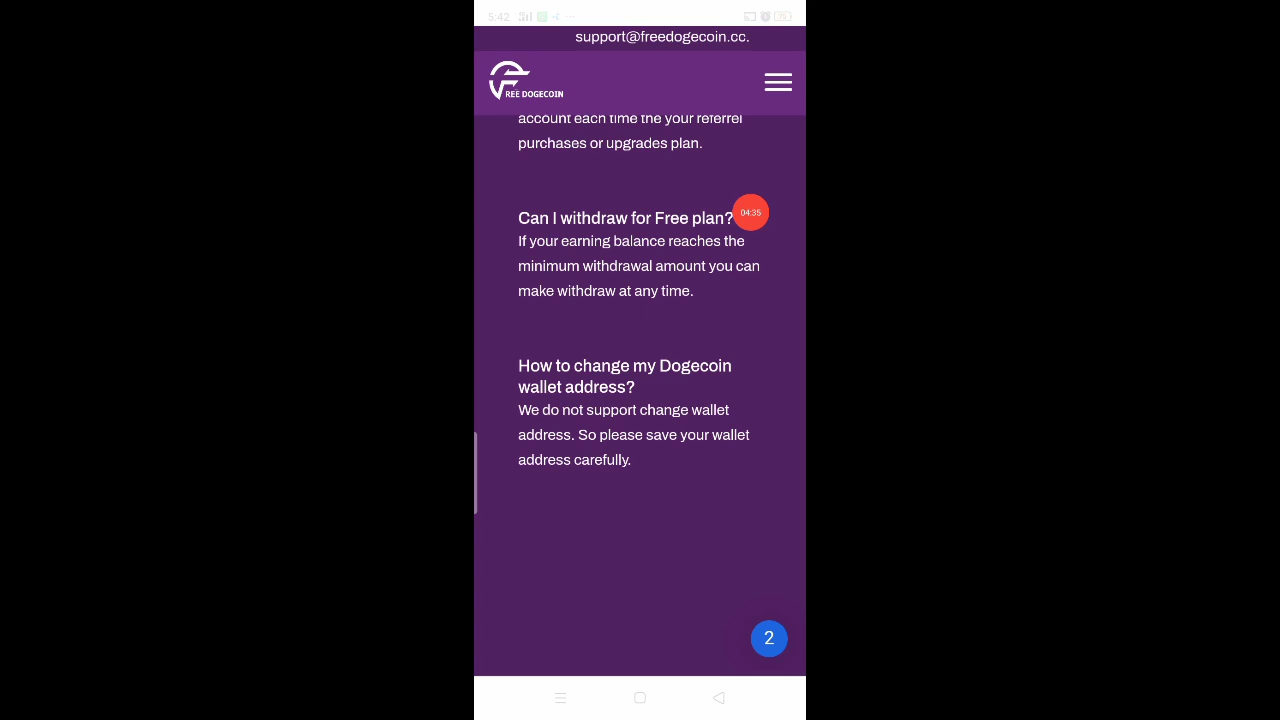 5:42
support@freedogecoin.cc.
REE DOGECOIN
account each time the your referrel
purchases or upgrades plan.
Can I withdraw for Free plan?
04:35
If your earning balance reaches the
minimum withdrawal amount you can
make withdraw at any time.
How to change my Dogecoin
wallet address?
We do not support change wallet
address. So please save your wallet
address carefully.
2